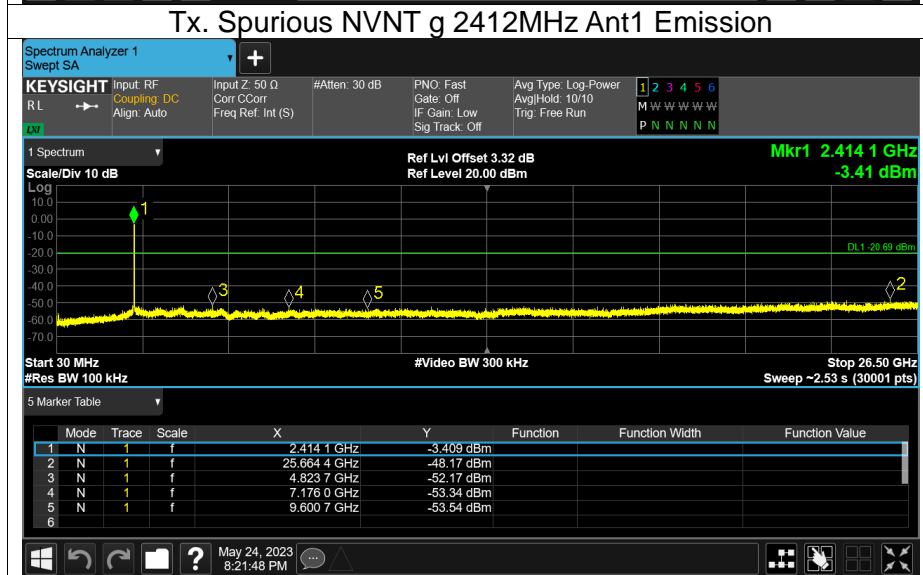 Tx. Spurious NVNT g 2412MHz Ant1 Emission
Spectrum Analyzer 1
Swept SA
+
KEYSIGHT Input: RF Input Z: 50 Ω #Atten: 30 dB PNO: Fast Avg Type: Log-Power 1 2 3 4 5 6
R L Coupling: DC Corr CCorr Gate: Off Avg|Hold: 10/10 M W W W W W
Align: Auto Freq Ref: Int (S) IF Gain: Low Trig: Free Run
LXI Sig Track: Off P N N N N N
1 Spectrum Ref Lvl Offset 3.32 dB Mkr1 2.414 1 GHz
Scale/Div 10 dB Ref Level 20.00 dBm -3.41 dBm
Log
10.0
1
0.00
-10.0
DL1 -20.69 dBm
-20.0
-30.0
-40.0
3 4 5 2
-50.0
-60.0
-70.0
Start 30 MHz #Video BW 300 kHz Stop 26.50 GHz
#Res BW 100 kHz Sweep ~2.53 s (30001 pts)
5 Marker Table
Mode Trace Scale X Y Function Function Width Function Value
1 N 1 f 2.414 1 GHz -3.409 dBm
2 N 1 f 25.664 4 GHz -48.17 dBm
3 N 1 f 4.823 7 GHz -52.17 dBm
4 N 1 f 7.176 0 GHz -53.34 dBm
5 N 1 f 9.600 7 GHz -53.54 dBm
6
? May 24, 2023
8:21:48 PM